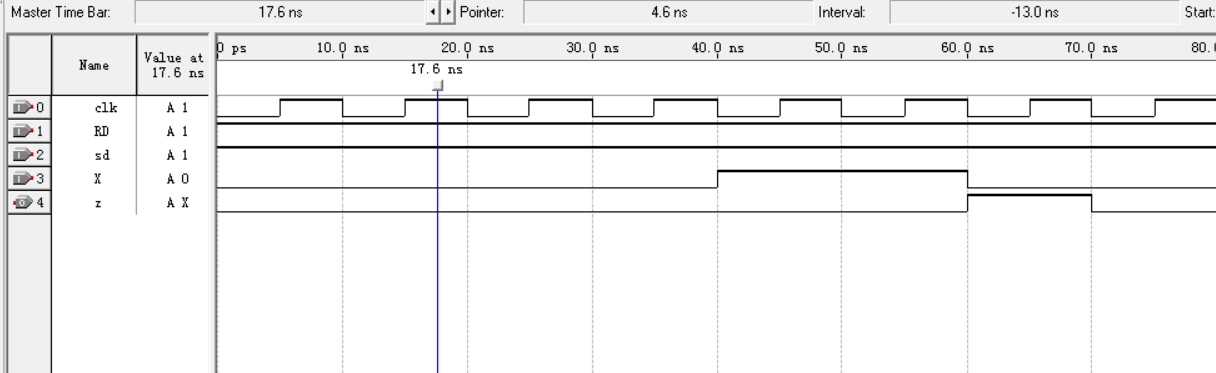 Master Time Bar: 17.6 ns Pointer: 4.6 ns Interval: -13.0 ns Start:
Name Value at 17.6 ns 0 ps 10.0 ns 20.0 ns 30.0 ns 40.0 ns 50.0 ns 60.0 ns 70.0 ns 80.0
17.6 ns
0 clk A 1
1 RD A 1
2 sd A 1
3 X A 0
4 z A X